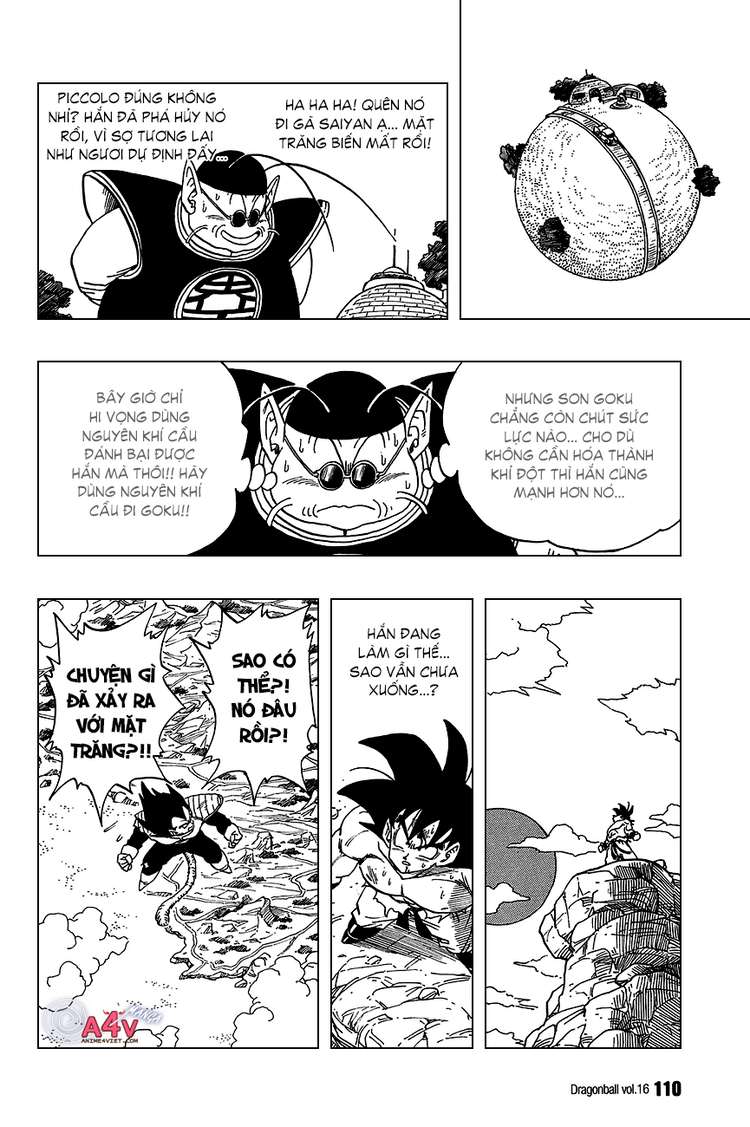 HA HA HA! QUÊN NÓ
ĐI GÃ SAIYAN Ạ... MẶT
TRĂNG BIẾN MẤT RỒI!
PICCOLO ĐÚNG KHÔNG
NHỈ? HẮN ĐÃ PHÁ HỦY NÓ
RỒI, VÌ SỢ TƯƠNG LAI
NHƯ NGƯƠI DỰ ĐỊNH ĐẤY...
NHƯNG SON GOKU
CHẲNG CÒN CHÚT SỨC
LỰC NÀO... CHO DÙ
KHÔNG CẦN HÓA THÀNH
KHỈ ĐỘT THÌ HẮN CŨNG
MẠNH HƠN NÓ...
BÂY GIỜ CHỈ
HI VỌNG DÙNG
NGUYÊN KHÍ CẦU
ĐÁNH BẠI ĐƯỢC
HẮN MÀ THÔI!! HÃY
DÙNG NGUYÊN KHÍ
CẦU ĐI GOKU!!
HẮN ĐANG
LÀM GÌ THẾ...
SAO VẪN CHƯA
XUỐNG...?
SAO CÓ
THỂ?!
NÓ ĐÂU
RỒI?!
CHUYỆN GÌ
ĐÃ XẢY RA
VỚI MẶT
TRĂNG?!!
A4V
ANIME4VIET.COM
Dragonball vol.16 110